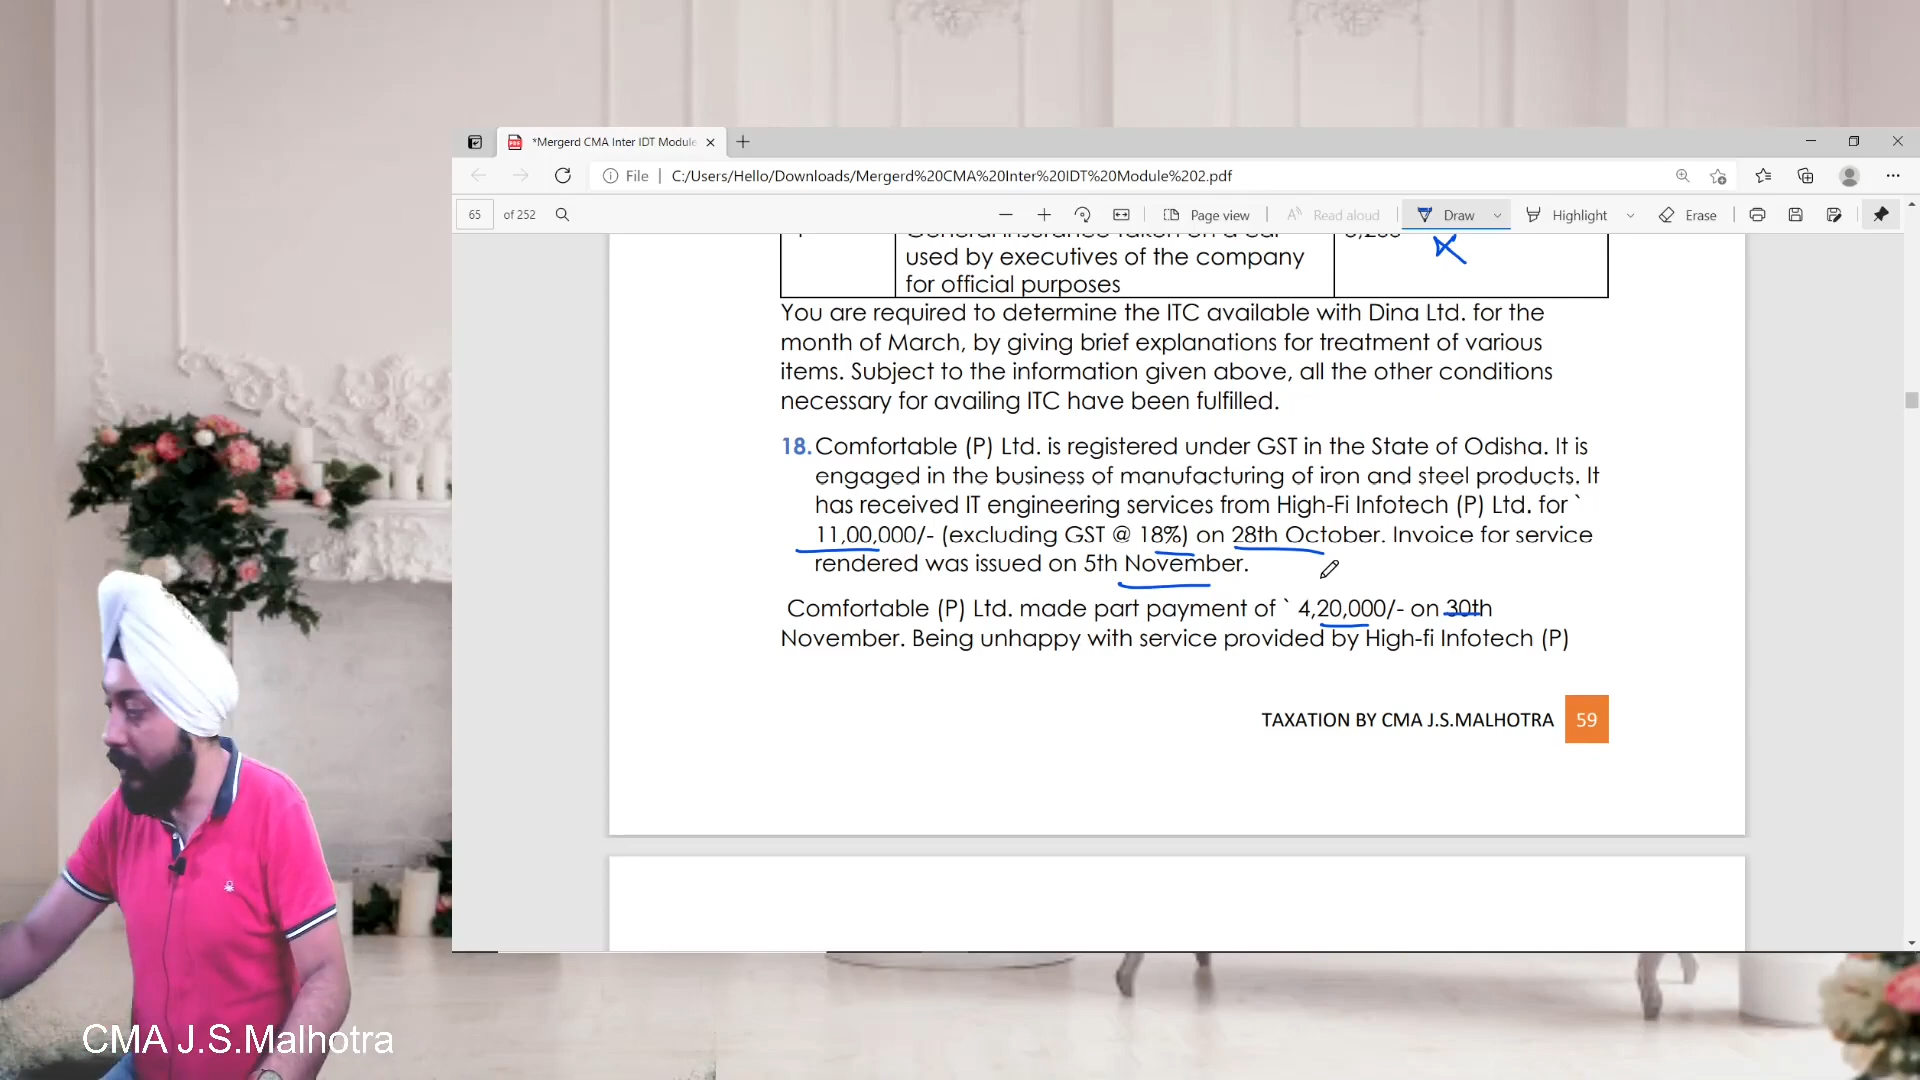 *Mergerd CMA Inter IDT Module
File
C:/Users/Hello/Downloads/Mergerd%20CMA%20Inter%20IDT%20Module%202.pdf
65 of 252
Page view
Read aloud
Draw
Highlight
Erase
used by executives of the company
for official purposes
You are required to determine the ITC available with Dina Ltd. for the
month of March, by giving brief explanations for treatment of various
items. Subject to the information given above, all the other conditions
necessary for availing ITC have been fulfilled.
18. Comfortable (P) Ltd. is registered under GST in the State of Odisha. It is
engaged in the business of manufacturing of iron and steel products. It
has received IT engineering services from High-Fi Infotech (P) Ltd. for `
11,00,000/- (excluding GST @ 18%) on 28th October. Invoice for service
rendered was issued on 5th November.
Comfortable (P) Ltd. made part payment of ` 4,20,000/- on 30th
November. Being unhappy with service provided by High-fi Infotech (P)
TAXATION BY CMA J.S.MALHOTRA 59
CMA J.S.Malhotra